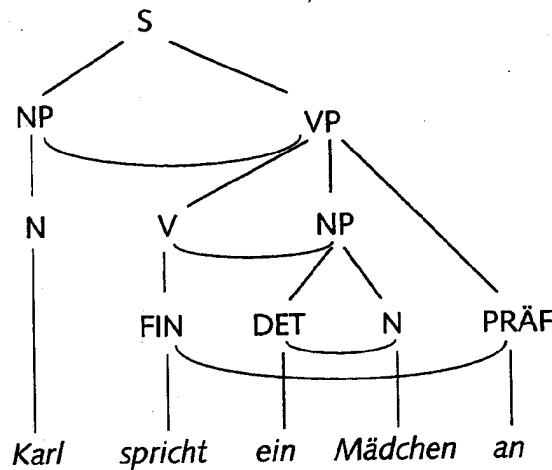 S
NP VP
N V NP
FIN DET N PRÄF
Karl spricht ein Mädchen an